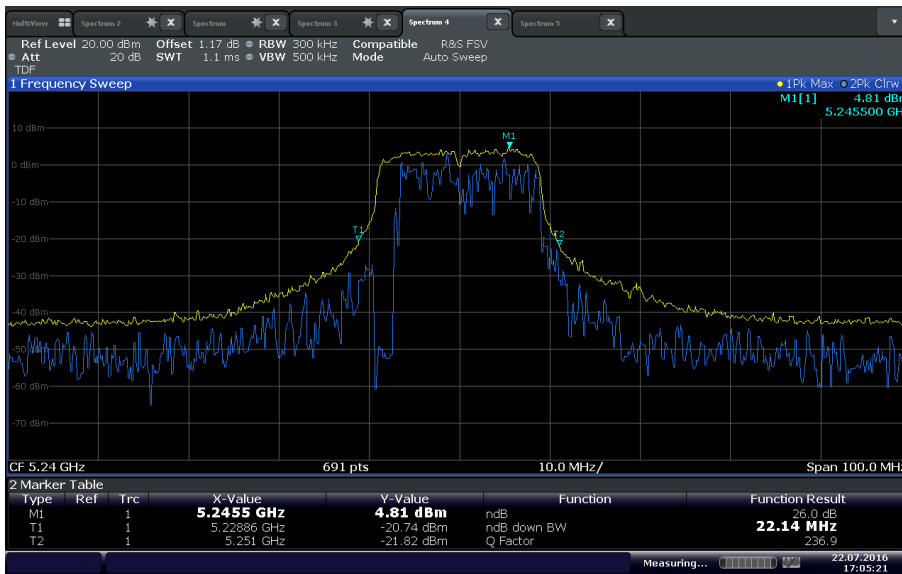 MultiView Spectrum 2 Spectrum Spectrum 3 Spectrum 4 Spectrum 5
Ref Level 20.00 dBm Offset 1.17 dB RBW 300 kHz Compatible R&S FSV
Att 20 dB SWT 1.1 ms VBW 500 kHz Mode Auto Sweep
TDF
1 Frequency Sweep 1Pk Max 2Pk Clrw
M1[1] 4.81 dB
5.245500 GH
10 dBm
M1
0 dBm
-10 dBm
T1
-20 dBm
T2
-30 dBm
-40 dBm
-50 dBm
-60 dBm
-70 dBm
CF 5.24 GHz 691 pts 10.0 MHz/ Span 100.0 MH
2 Marker Table
Type Ref Trc X-Value Y-Value Function Function Result
M1 1 5.2455 GHz 4.81 dBm ndB 26.0 dB
T1 1 5.22886 GHz -20.74 dBm ndB down BW 22.14 MHz
T2 1 5.251 GHz -21.82 dBm Q Factor 236.9
Measuring... 22.07.2016
17:05:21